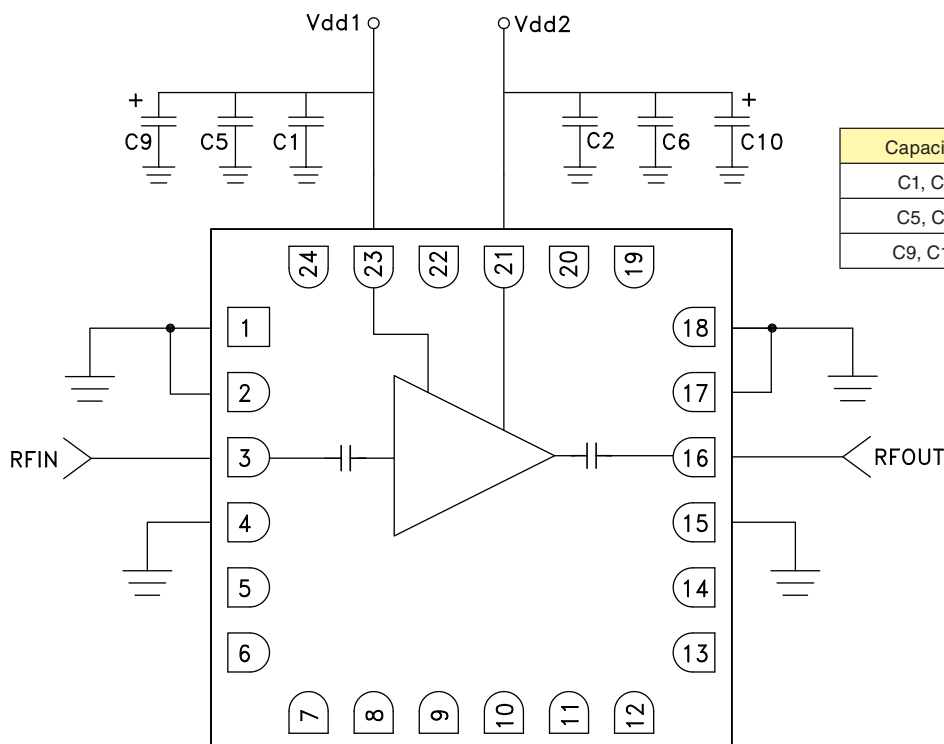 Vdd1 Vdd2
+ +
C9 C5 C1 C2 C6 C10
Capaci
C1, C
C5, C
C9, C1
24 23 22 21 20 19
1 18
2 17
RFIN 3 16 RFOUT
4 15
5 14
6 13
7 8 9 10 11 12